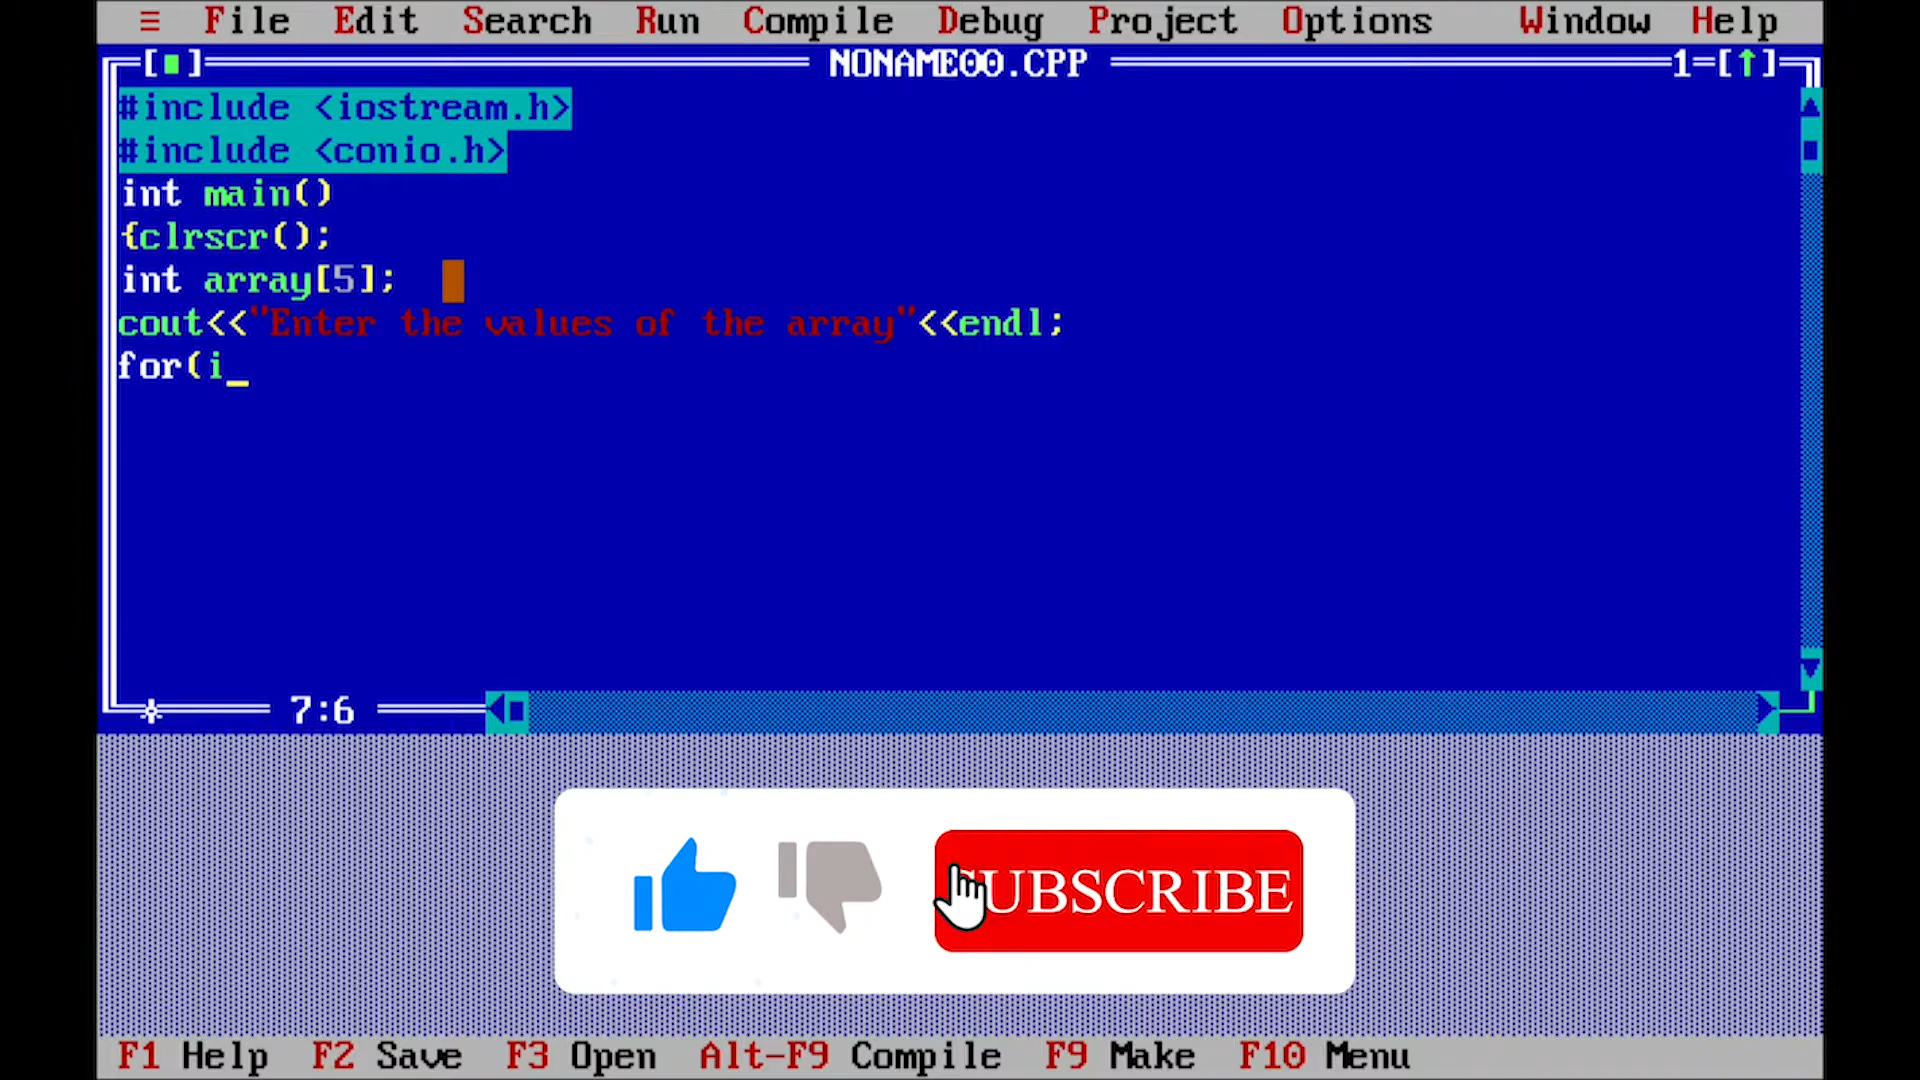 ≡ File Edit Search Run Compile Debug Project Options Window Help
[■] NONAME00.CPP 1=[↑]
#include <iostream.h>
#include <conio.h>
int main()
{clrscr();
int array[5];
cout<<"Enter the values of the array"<<endl;
for(i_
7:6
SUBSCRIBE
F1 Help F2 Save F3 Open Alt-F9 Compile F9 Make F10 Menu